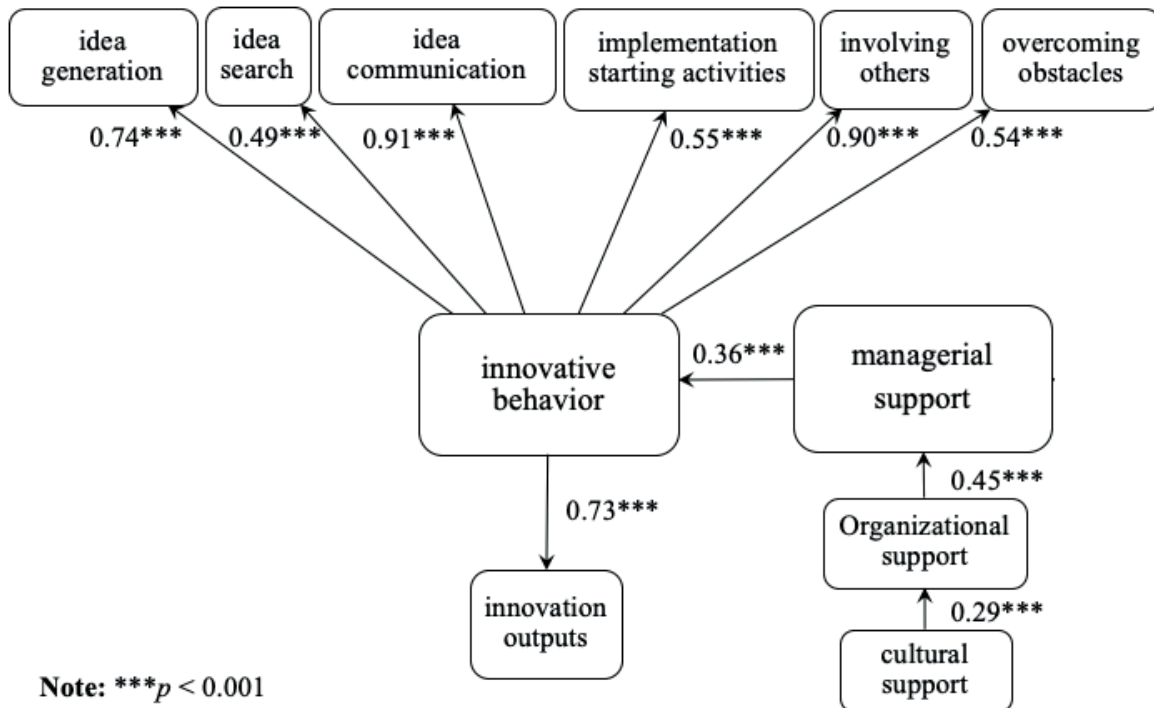 idea
generation
idea
search
idea
communication
implementation
starting activities
involving
others
overcoming
obstacles
0.74***
0.49***
0.91***
0.55***
0.90***
0.54***
innovative
behavior
0.36***
managerial
support
0.73***
0.45***
Organizational
support
innovation
outputs
0.29***
cultural
support
Note: ***p < 0.001